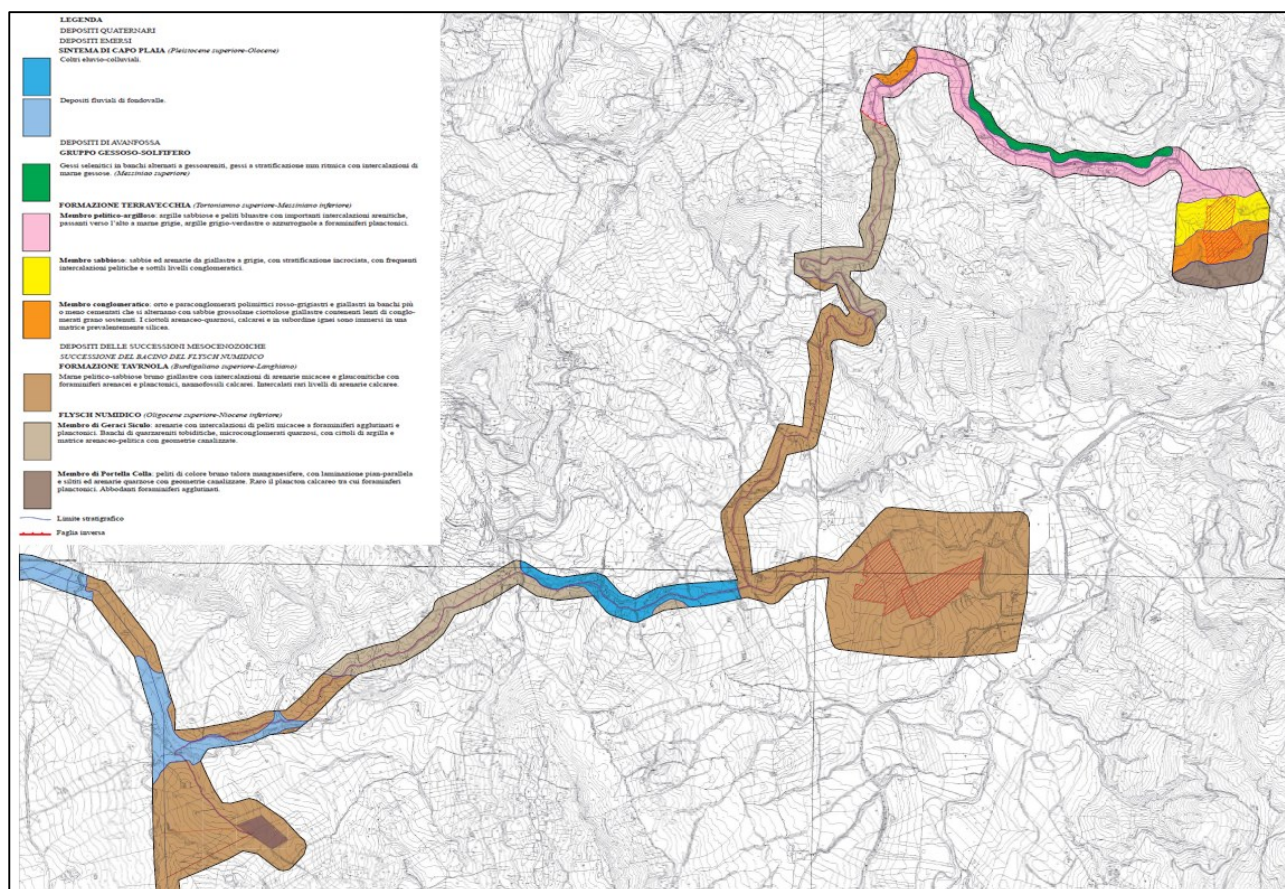 LEGENDA
DEPOSITI QUATERNARI
DEPOSITI EMERSI
SINTEMA DI CAPO PLAIA (Pleistocene superiore-Olocene)
Coltri eluvio-colluviali.
Depositi fluviali di fondovalle.
DEPOSITI DI AVANFOSSA
GRUPPO GESSOSO-SOLFIFERO
Gessi selenitici in banchi alternati a gessoareniti, gessi a stratificazione mm ritmica con intercalazioni di
marne gessose. (Messiniao superiore)
FORMAZIONE TERRAVECCHIA (Tortonianno superiore-Messiniano inferiore)
Membro pelitico-argilloso: argille sabbiose e peliti bluastre con importanti intercalazioni arenitiche,
passanti verso l'alto a marne grigie, argille grigio-verdastre o azzurrognole a foraminiferi planctonici.
Membro sabbioso: sabbie ed arenarie da giallastre a grigie, con stratificazione incrociata, con frequenti
intercalazioni pelitiche e sottili livelli conglomeratici.
Membro conglomeratico: orto e paraconglomerati polimittici rosso-grigiastri e giallastri in banchi più
o meno cementati che si alternano con sabbie grossolane ciottolose giallastre contenenti lenti di conglo-
merati grano sostenuti. I ciottoli arenaceo-quarzosi, calcarei e in subordine ignei sono immersi in una
matrice prevalentemente silicea.
DEPOSITI DELLE SUCCESSIONI MESOCENOZOICHE
SUCCESSIONE DEL BACINO DEL FLYSCH NUMIDICO
FORMAZIONE TAVRNOLA (Burdigaliano superiore-Langhiano)
Marne pelitico-sabbiose bruno giallastre con intercalazioni di arenarie micacee e glauconitiche con
foraminiferi arenacei e planctonici, nannofossili calcarei. Intercalati rari livelli di arenarie calcaree.
FLYSCH NUMIDICO (Oligocene superiore-Niocene inferiore)
Membro di Geraci Siculo: arenarie con intercalazioni di peliti micacee a foraminiferi agglutinati e
planctonici. Banchi di quarzareniti tobiditiche, microconglomerati quarzosi, con cittoli di argilla e
matrice arenaceo-pelitica con geometrie canalizzate.
Membro di Portella Colla: peliti di colore bruno talora manganesifere, con laminazione pian-parallela
e siltiti ed arenarie quarzose con geometrie canalizzate. Raro il plancton calcareo tra cui foraminiferi
planctonici. Abbodanti foraminiferi agglutinati.
Limite stratigrafico
Faglia inversa